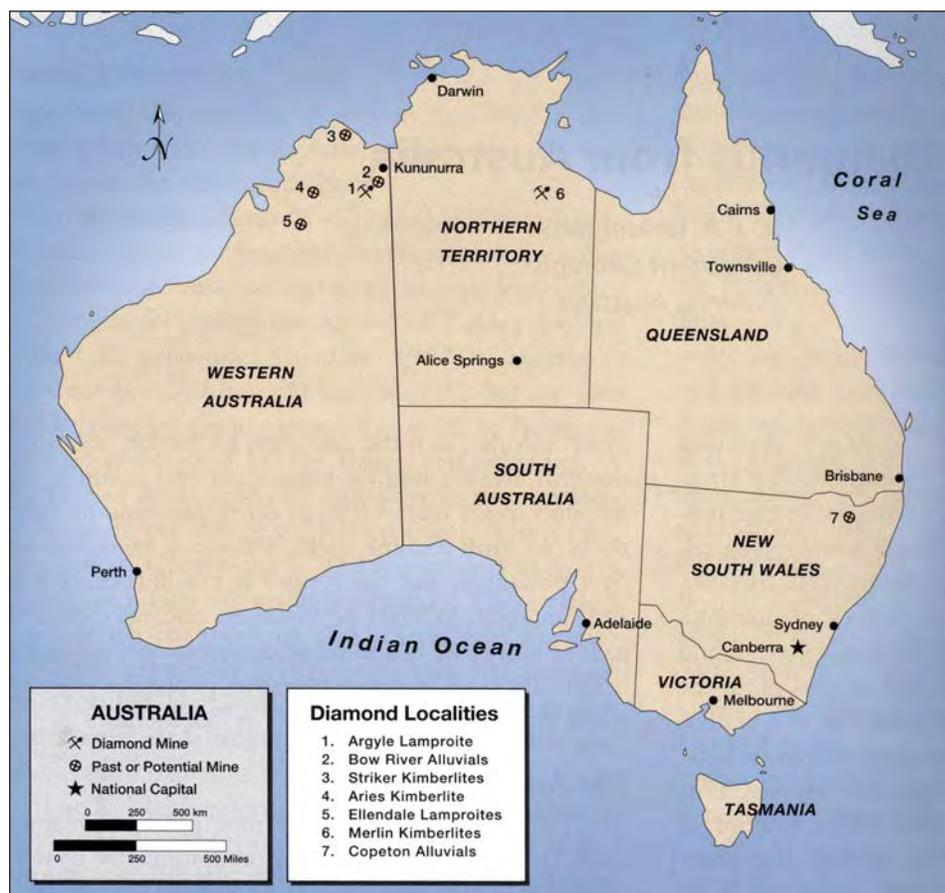 Darwin
N
3
Kununurra
2
1
4
5
6
NORTHERN
TERRITORY
Coral
Sea
Cairns
Townsville
QUEENSLAND
Alice Springs
WESTERN
AUSTRALIA
SOUTH
AUSTRALIA
Brisbane
7
NEW
SOUTH WALES
Perth
Adelaide
Sydney
Canberra
Indian Ocean
VICTORIA
Melbourne
TASMANIA
AUSTRALIA
Diamond Mine
Past or Potential Mine
National Capital
0 250 500 km
0 250 500 Miles
Diamond Localities
1. Argyle Lamproite
2. Bow River Alluvials
3. Striker Kimberlites
4. Aries Kimberlite
5. Ellendale Lamproites
6. Merlin Kimberlites
7. Copeton Alluvials